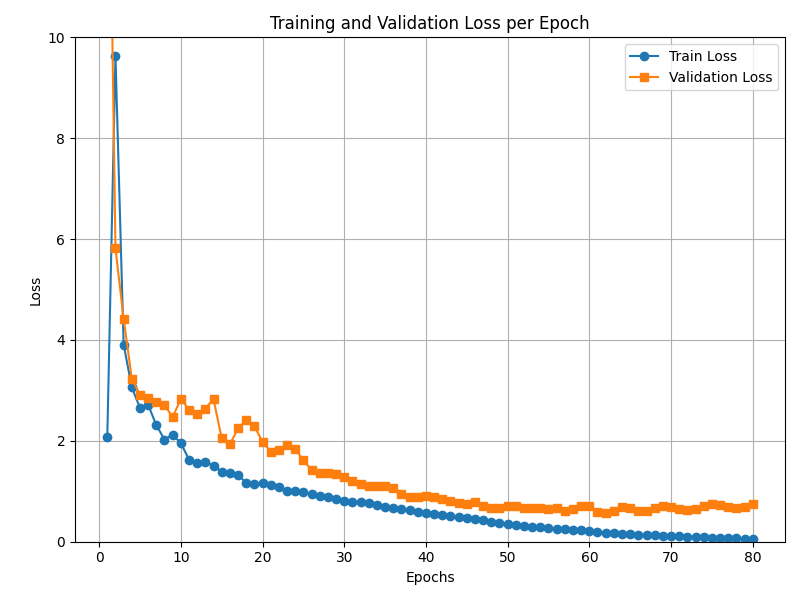 Training and Validation Loss per Epoch
Train Loss
Validation Loss
10
8
6
4
2
0
Loss
0 10 20 30 40 50 60 70 80
Epochs